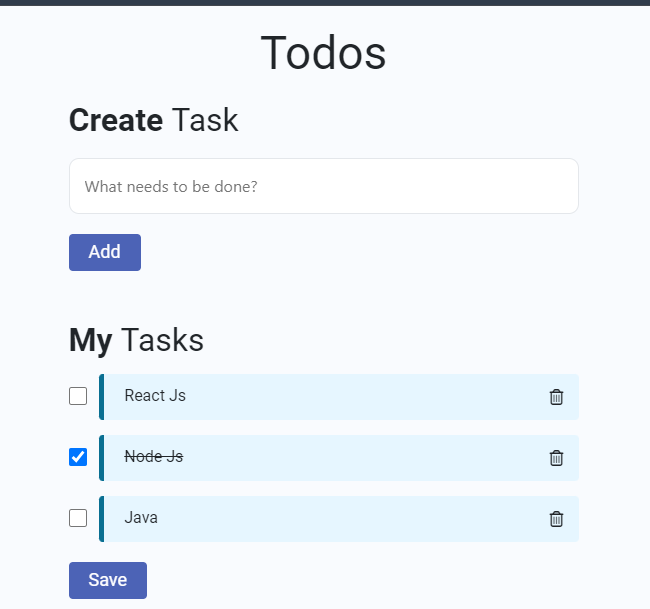 Todos
Create Task
What needs to be done?
Add
My Tasks
React Js
Node Js
Java
Save